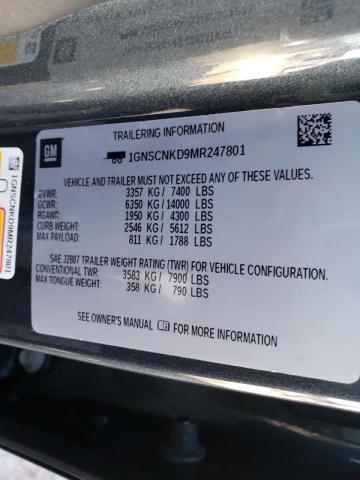 GM
TRAILERING INFORMATION
1GNSCNKD9MR247801
VEHICLE AND TRAILER MUST NOT EXCEED ANY OF THESE VALUES.
GVWR: 3357 KG/ 7400 LBS
GCWR: 6350 KG/14000 LBS
RGAWR: 1950 KG/ 4300 LBS
CURB WEIGHT: 2546 KG/ 5612 LBS
MAX PAYLOAD: 811 KG/ 1788 LBS
SAE J2807 TRAILER WEIGHT RATING (TWR) FOR VEHICLE CONFIGURATION.
CONVENTIONAL TWR: 3583 KG/ 7900 LBS
MAX TONGUE WEIGHT: 358 KG/ 790 LBS
SEE OWNER'S MANUAL FOR MORE INFORMATION
1GNSCNKD9MR247801